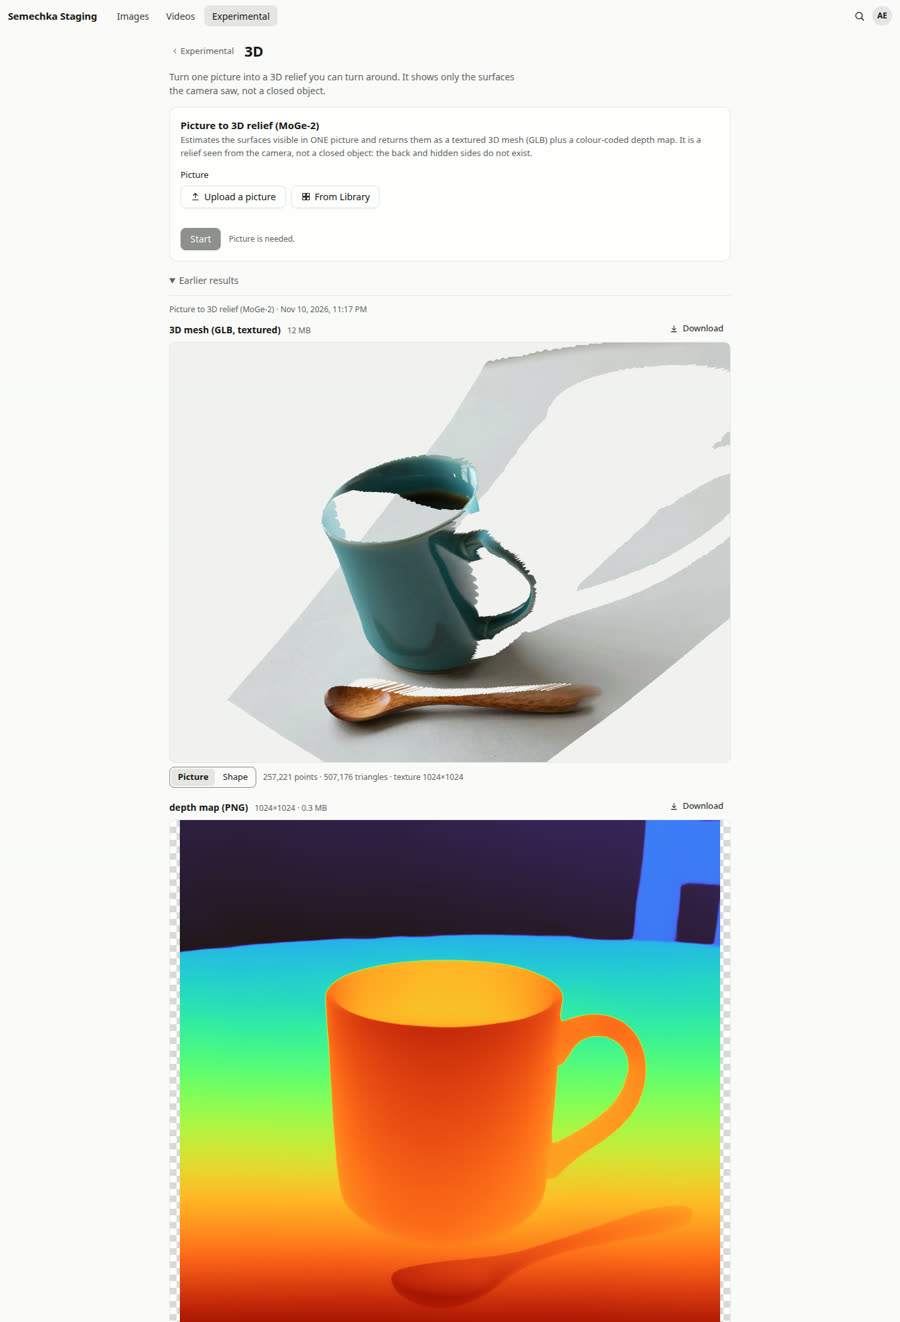 Semechka Staging Images Videos Experimental AE
Experimental 3D
Turn one picture into a 3D relief you can turn around. It shows only the surfaces
the camera saw, not a closed object.
Picture to 3D relief (MoGe-2)
Estimates the surfaces visible in ONE picture and returns them as a textured 3D mesh (GLB) plus a colour-coded depth map. It is a
relief seen from the camera, not a closed object: the back and hidden sides do not exist.
Picture
Upload a picture From Library
Start Picture is needed.
Earlier results
Picture to 3D relief (MoGe-2) · Nov 10, 2026, 11:17 PM
3D mesh (GLB, textured) 12 MB Download
Picture Shape 257,221 points · 507,176 triangles · texture 1024×1024
depth map (PNG) 1024×1024 · 0.3 MB Download